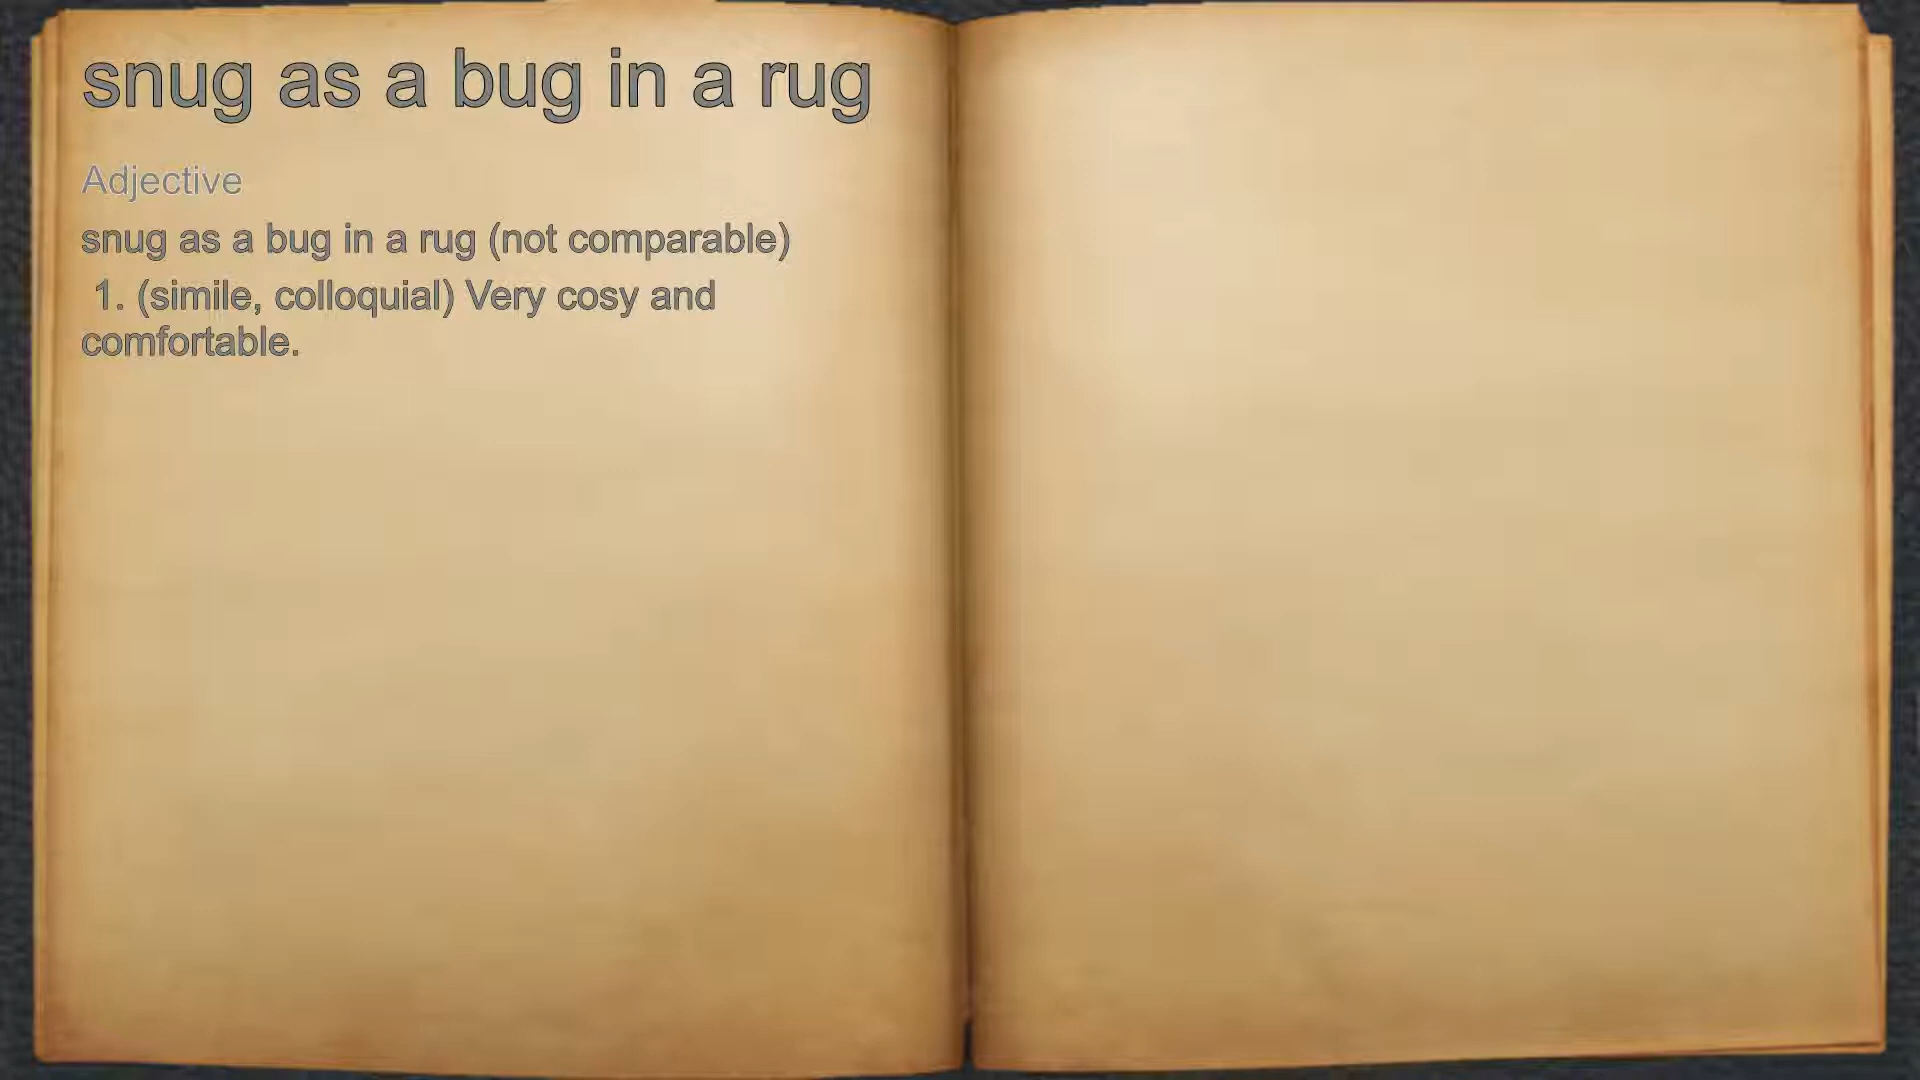 snug as a bug in a rug
Adjective
snug as a bug in a rug (not comparable)
1. (simile, colloquial) Very cosy and
comfortable.